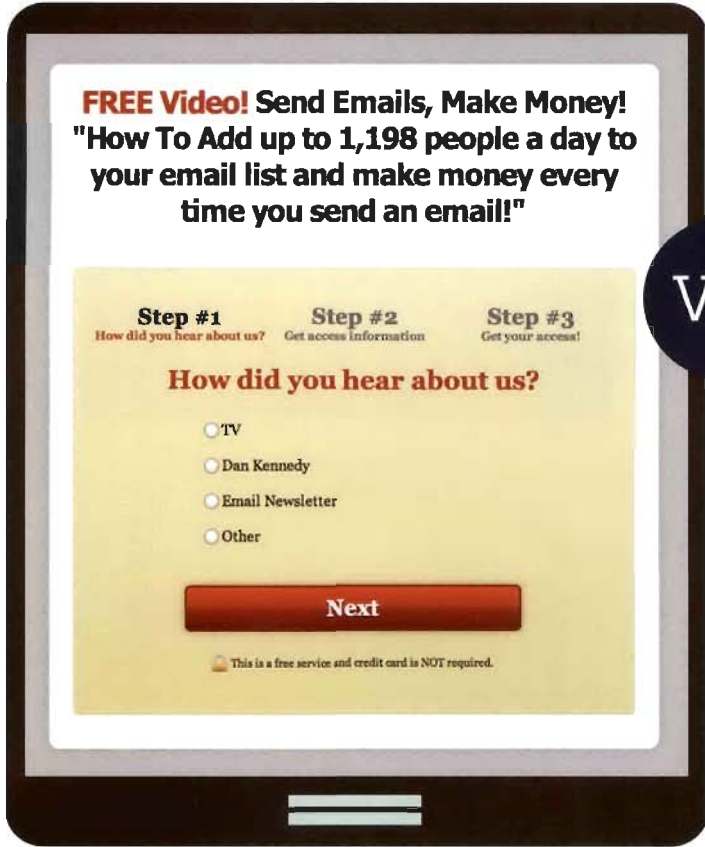 FREE Video! Send Emails, Make Money!
"How To Add up to 1,198 people a day to
your email list and make money every
time you send an email!"
V
Step #1 Step #2 Step #3
How did you hear about us? Get access information Get your access!
How did you hear about us?
TV
Dan Kennedy
Email Newsletter
Other
Next
This is a free service and credit card is NOT required.